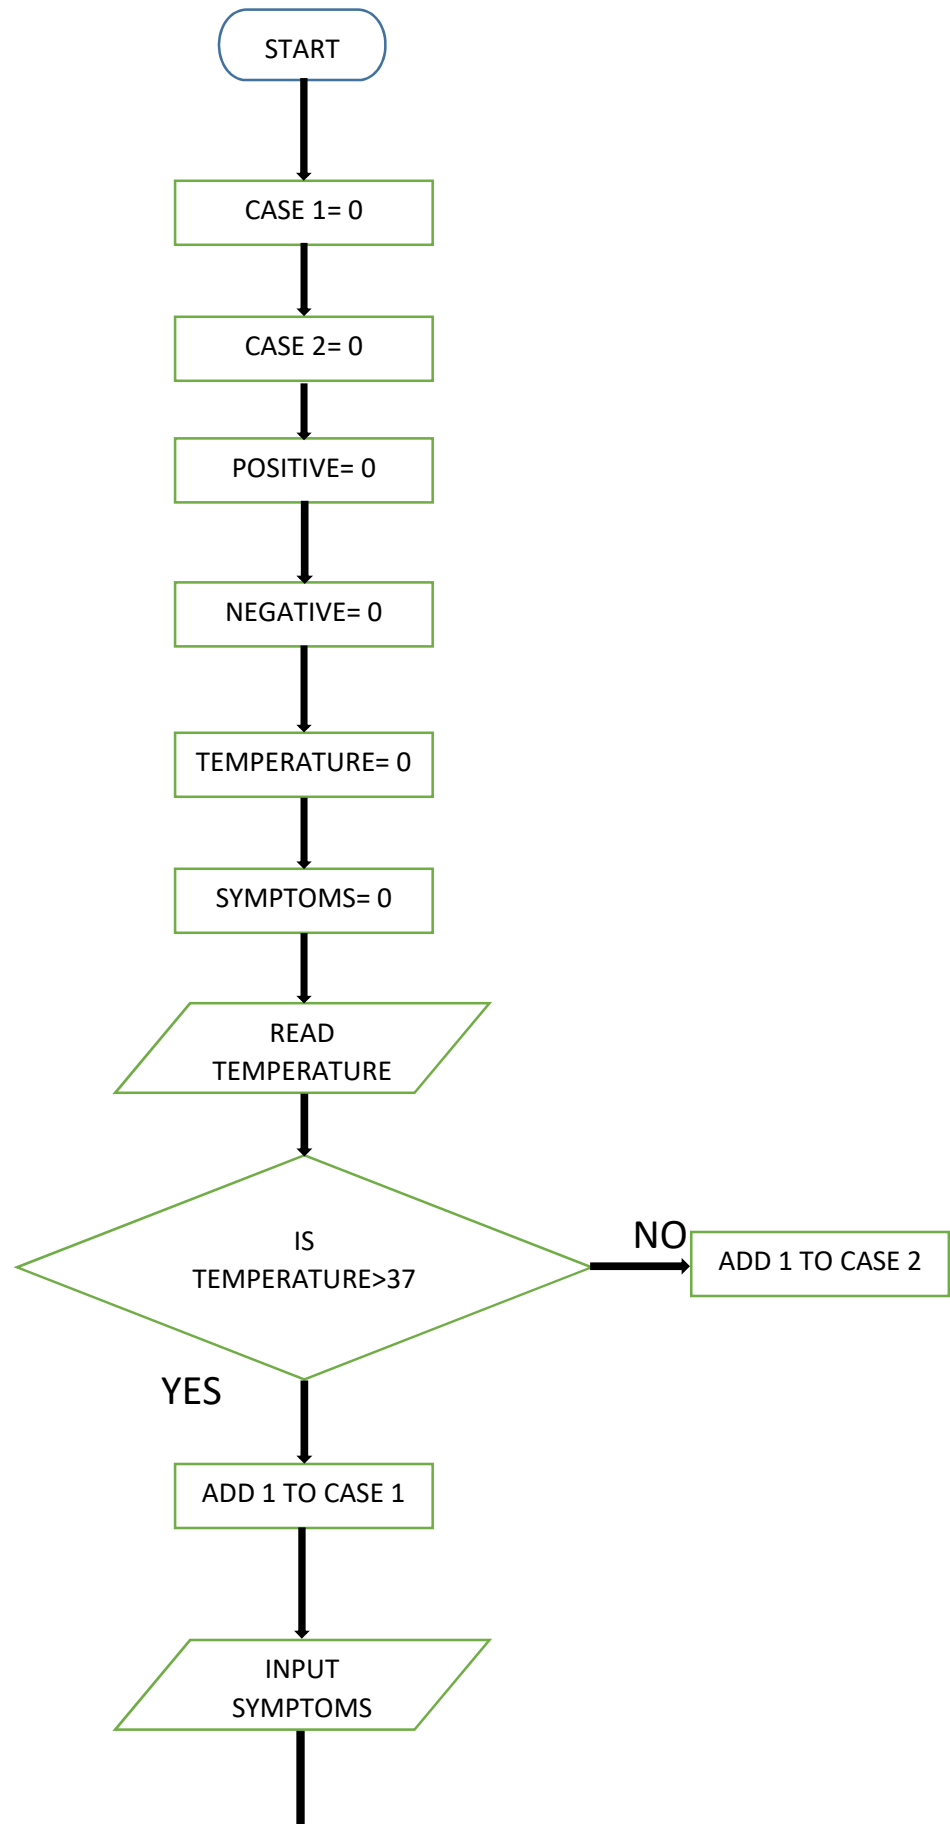 START
CASE 1= 0
CASE 2= 0
POSITIVE= 0
NEGATIVE= 0
TEMPERATURE= 0
SYMPTOMS= 0
READ
TEMPERATURE
IS
TEMPERATURE>37
NO
ADD 1 TO CASE 2
YES
ADD 1 TO CASE 1
INPUT
SYMPTOMS